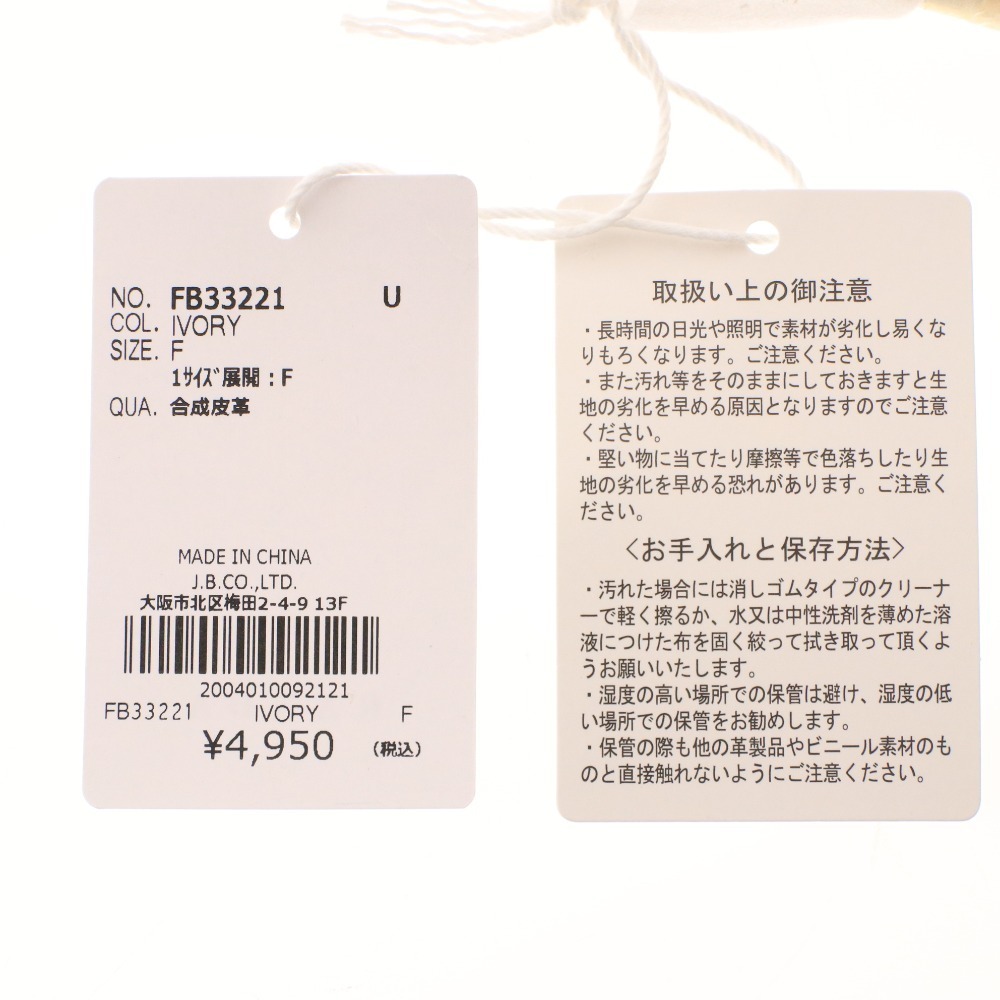 NO. FB33221 U
COL. IVORY
SIZE. F
1ｻｲｽﾞ展開：F
QUA. 合成皮革
MADE IN CHINA
J.B.CO.,LTD.
大阪市北区梅田2-4-9 13F
2004010092121
FB33221 IVORY F
¥4,950 (税込)
取扱い上の御注意
・長時間の日光や照明で素材が劣化し易くな
りもろくなります。ご注意ください。
・また汚れ等をそのままにしておきますと生
地の劣化を早める原因となりますのでご注意
ください。
・堅い物に当てたり摩擦等で色落ちしたり生
地の劣化を早める恐れがあります。ご注意く
ださい。
〈お手入れと保存方法〉
・汚れた場合には消しゴムタイプのクリーナ
ーで軽く擦るか、水又は中性洗剤を薄めた溶
液につけた布を固く絞って拭き取って頂くよ
うお願いいたします。
・湿度の高い場所での保管は避け、湿度の低
い場所での保管をお勧めします。
・保管の際も他の革製品やビニール素材のも
のと直接触れないようにご注意ください。